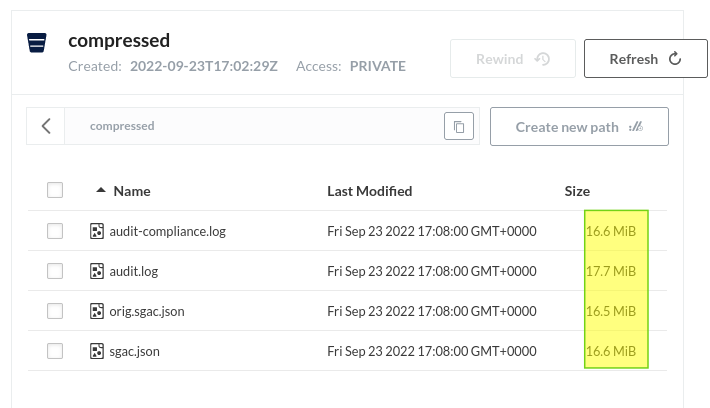 compressed
Created: 2022-09-23T17:02:29Z Access: PRIVATE
Rewind
Refresh
compressed
Create new path
Name Last Modified Size
audit-compliance.log Fri Sep 23 2022 17:08:00 GMT+0000 16.6 MiB
audit.log Fri Sep 23 2022 17:08:00 GMT+0000 17.7 MiB
orig.sgac.json Fri Sep 23 2022 17:08:00 GMT+0000 16.5 MiB
sgac.json Fri Sep 23 2022 17:08:00 GMT+0000 16.6 MiB